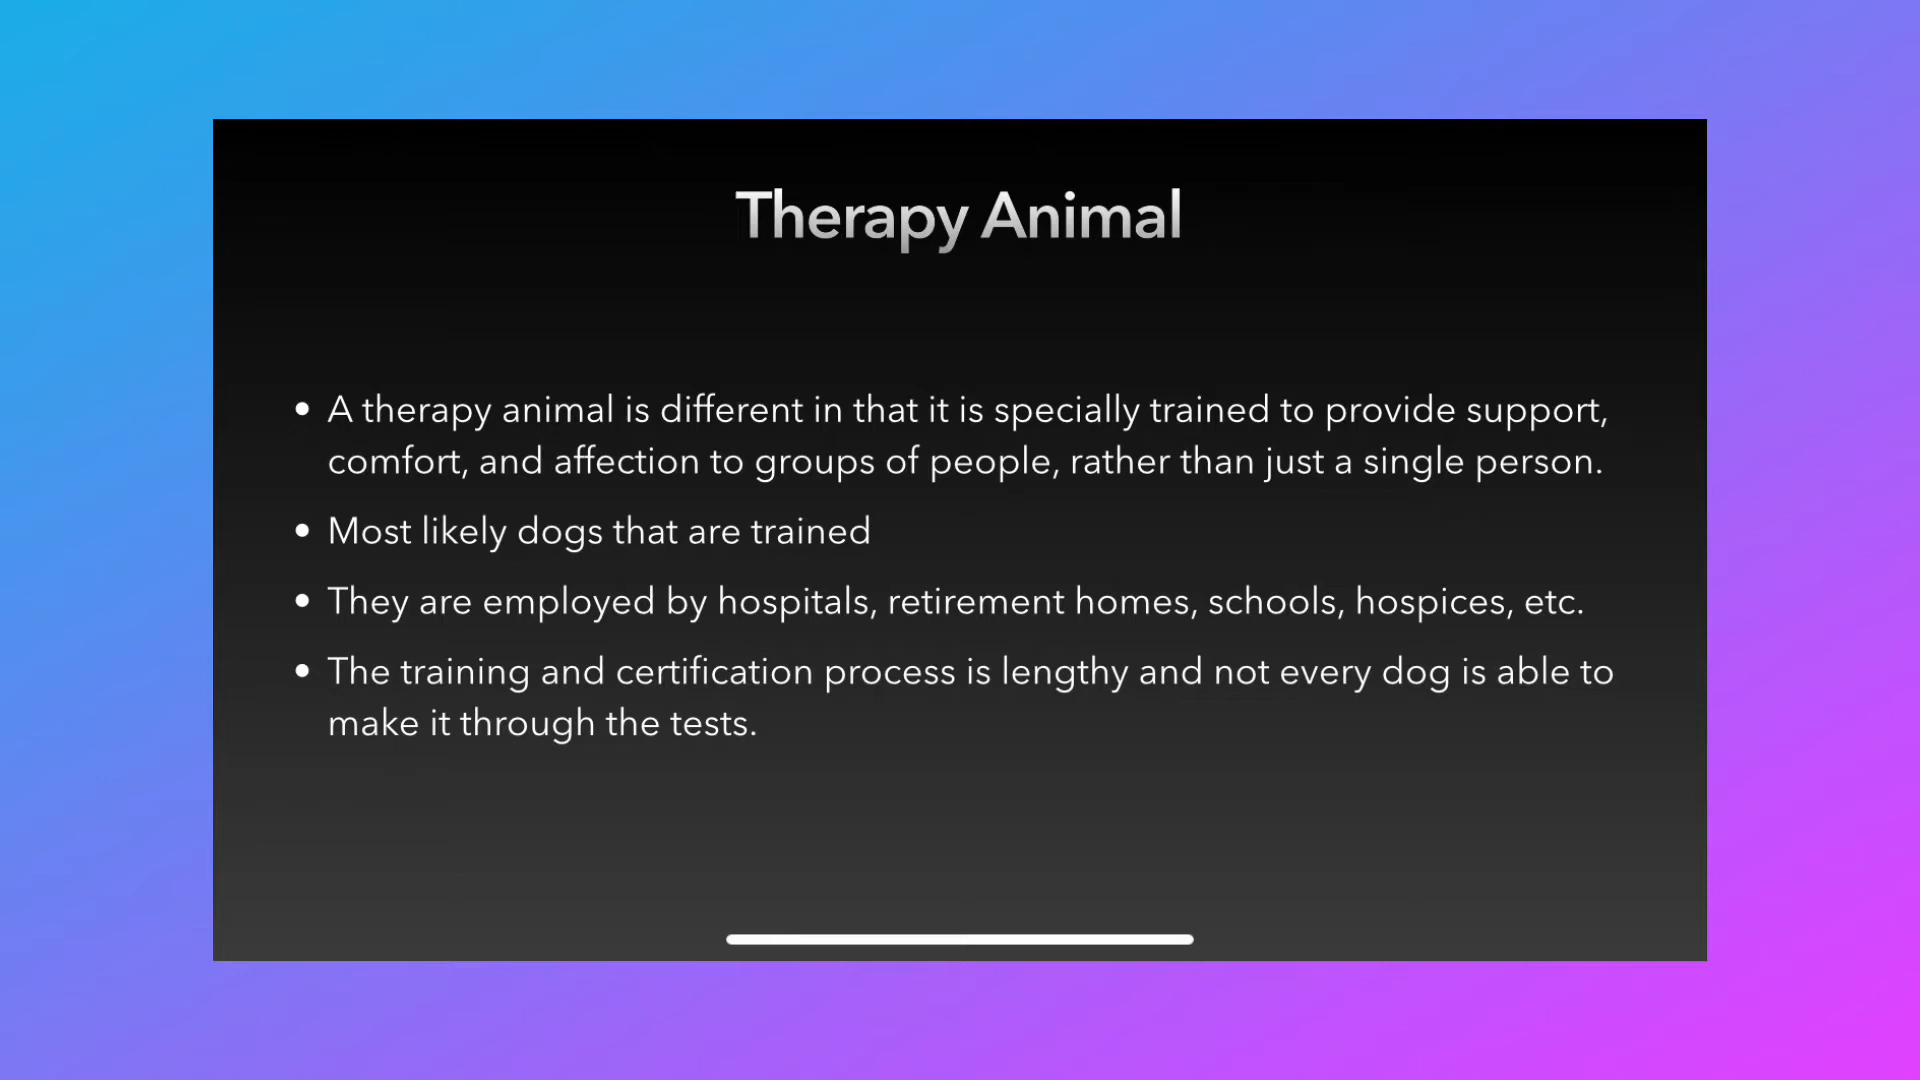 Therapy Animal
• A therapy animal is different in that it is specially trained to provide support,
comfort, and affection to groups of people, rather than just a single person.
• Most likely dogs that are trained
• They are employed by hospitals, retirement homes, schools, hospices, etc.
• The training and certification process is lengthy and not every dog is able to
make it through the tests.